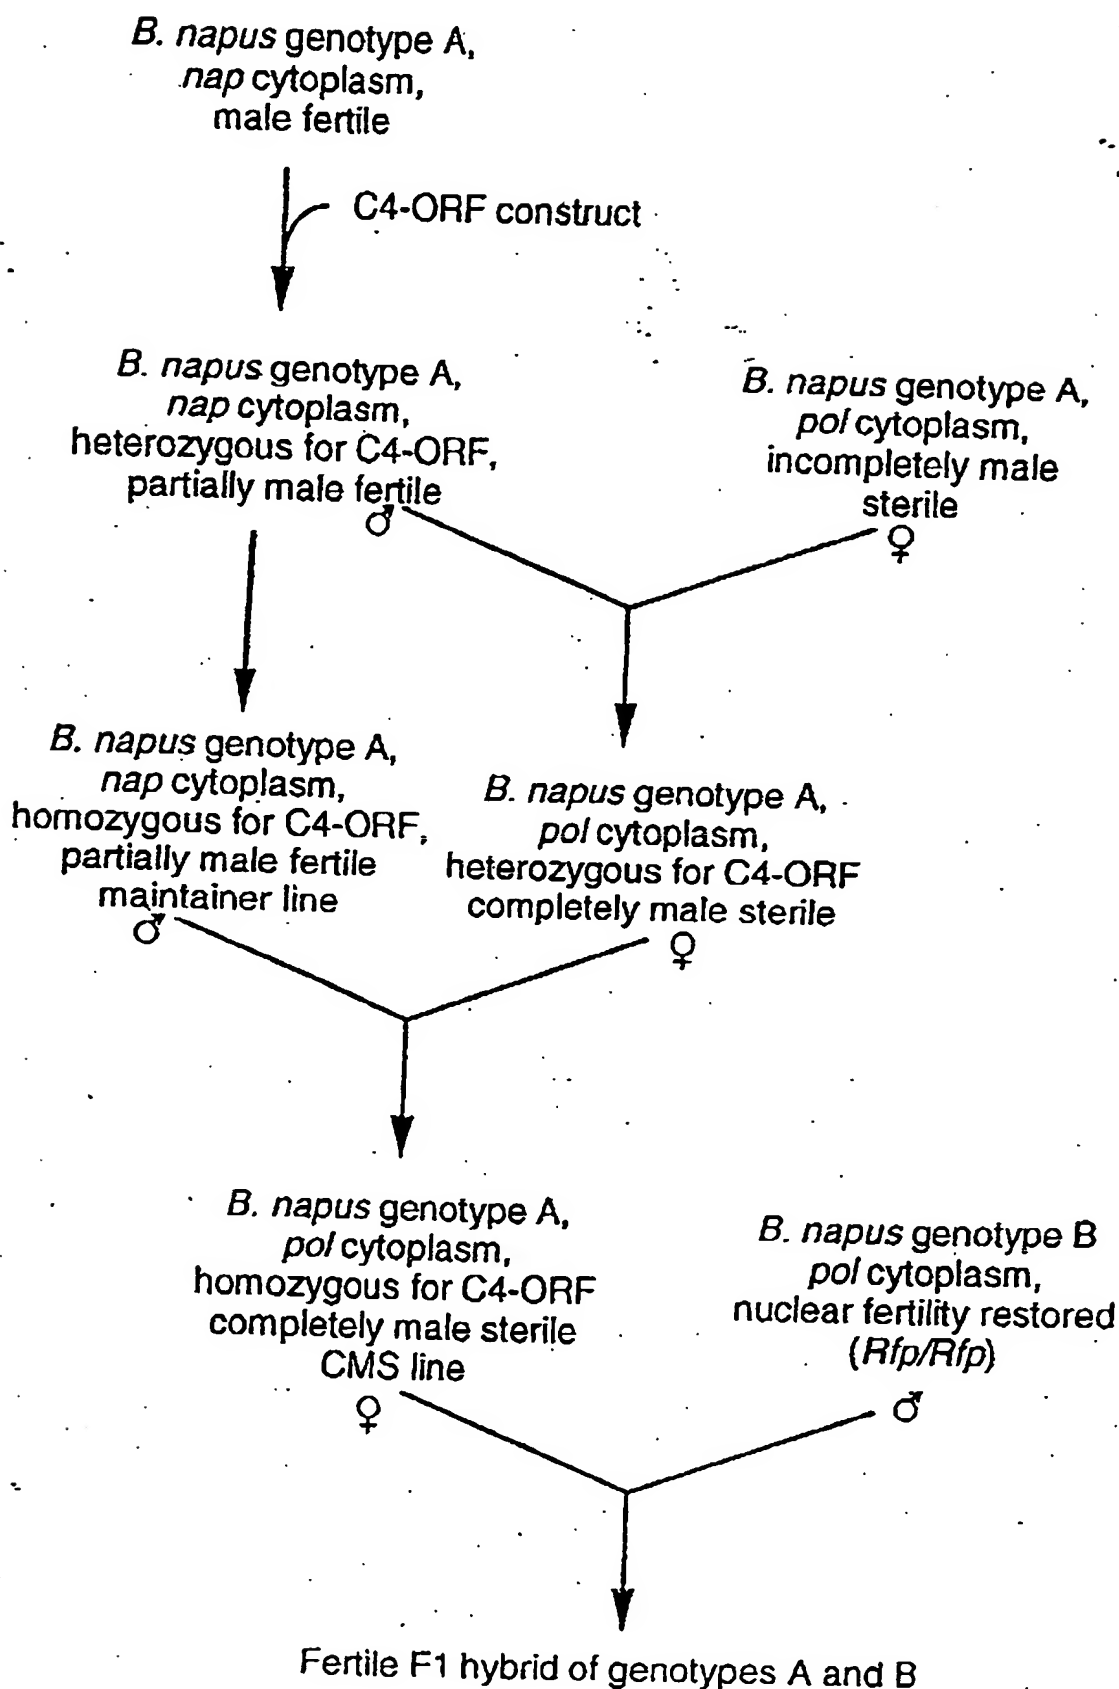 B. napus genotype A,
nap cytoplasm,
male fertile
C4-ORF construct
B. napus genotype A,
nap cytoplasm,
heterozygous for C4-ORF,
partially male fertile
♂
B. napus genotype A,
pol cytoplasm,
incompletely male
sterile
♀
B. napus genotype A,
nap cytoplasm,
homozygous for C4-ORF,
partially male fertile
maintainer line
♂
B. napus genotype A,
pol cytoplasm,
heterozygous for C4-ORF
completely male sterile
♀
B. napus genotype A,
pol cytoplasm,
homozygous for C4-ORF
completely male sterile
CMS line
♀
B. napus genotype B
pol cytoplasm,
nuclear fertility restored
(Rfp/Rfp)
♂
Fertile F1 hybrid of genotypes A and B